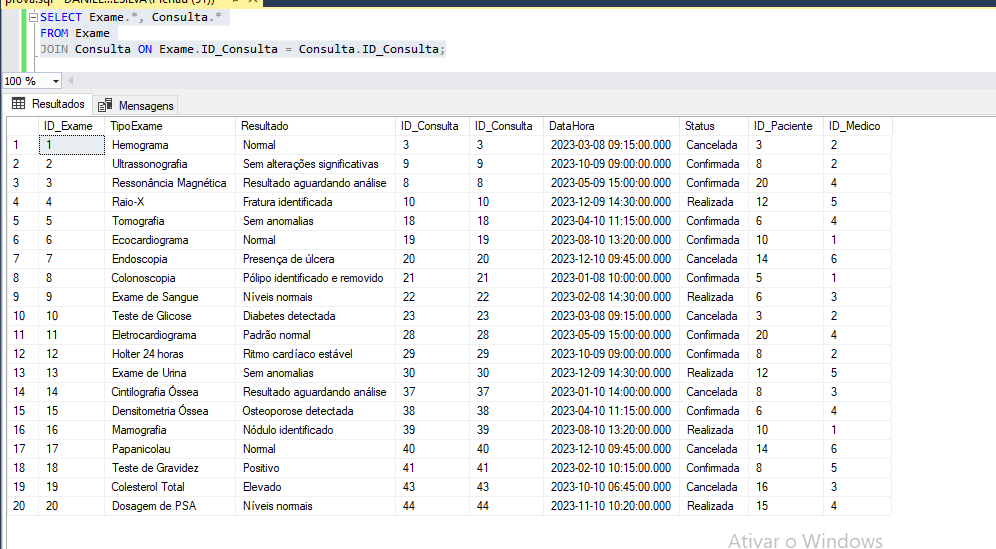 SELECT Exame.*, Consulta.*
FROM Exame
JOIN Consulta ON Exame.ID_Consulta = Consulta.ID_Consulta;
100 %
Resultados Mensagens
ID_Exame TipoExame Resultado ID_Consulta ID_Consulta DataHora Status ID_Paciente ID_Medico
1 1 Hemograma Normal 3 3 2023-03-08 09:15:00.000 Cancelada 3 2
2 2 Ultrassonografia Sem alterações significativas 9 9 2023-10-09 09:00:00.000 Confirmada 8 2
3 3 Ressonância Magnética Resultado aguardando análise 8 8 2023-05-09 15:00:00.000 Confirmada 20 4
4 4 Raio-X Fratura identificada 10 10 2023-12-09 14:30:00.000 Realizada 12 5
5 5 Tomografia Sem anomalias 18 18 2023-04-10 11:15:00.000 Confirmada 6 4
6 6 Ecocardiograma Normal 19 19 2023-08-10 13:20:00.000 Confirmada 10 1
7 7 Endoscopia Presença de úlcera 20 20 2023-12-10 09:45:00.000 Cancelada 14 6
8 8 Colonoscopia Pólipo identificado e removido 21 21 2023-01-08 10:00:00.000 Confirmada 5 1
9 9 Exame de Sangue Níveis normais 22 22 2023-02-08 14:30:00.000 Realizada 6 3
10 10 Teste de Glicose Diabetes detectada 23 23 2023-03-08 09:15:00.000 Cancelada 3 2
11 11 Eletrocardiograma Padrão normal 28 28 2023-05-09 15:00:00.000 Confirmada 20 4
12 12 Holter 24 horas Ritmo cardíaco estável 29 29 2023-10-09 09:00:00.000 Confirmada 8 2
13 13 Exame de Urina Sem anomalias 30 30 2023-12-09 14:30:00.000 Realizada 12 5
14 14 Cintilografia Óssea Resultado aguardando análise 37 37 2023-01-10 14:00:00.000 Cancelada 8 3
15 15 Densitometria Óssea Osteoporose detectada 38 38 2023-04-10 11:15:00.000 Confirmada 6 4
16 16 Mamografia Nódulo identificado 39 39 2023-08-10 13:20:00.000 Realizada 10 1
17 17 Papanicolau Normal 40 40 2023-12-10 09:45:00.000 Cancelada 14 6
18 18 Teste de Gravidez Positivo 41 41 2023-02-10 10:15:00.000 Confirmada 8 5
19 19 Colesterol Total Elevado 43 43 2023-10-10 06:45:00.000 Cancelada 16 3
20 20 Dosagem de PSA Níveis normais 44 44 2023-11-10 10:20:00.000 Realizada 15 4
Ativar o Windows